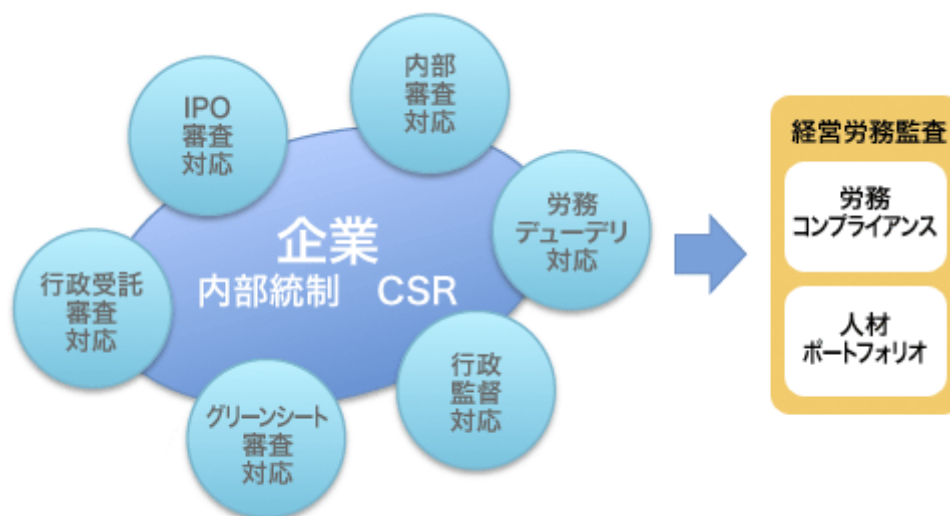 内部
審査
対応
IPO
審査
対応
労務
デューデリ
対応
企業
内部統制　CSR
行政受託
審査
対応
行政
監督
対応
グリーンシート
審査
対応
経営労務監査
労務
コンプライアンス
人材
ポートフォリオ